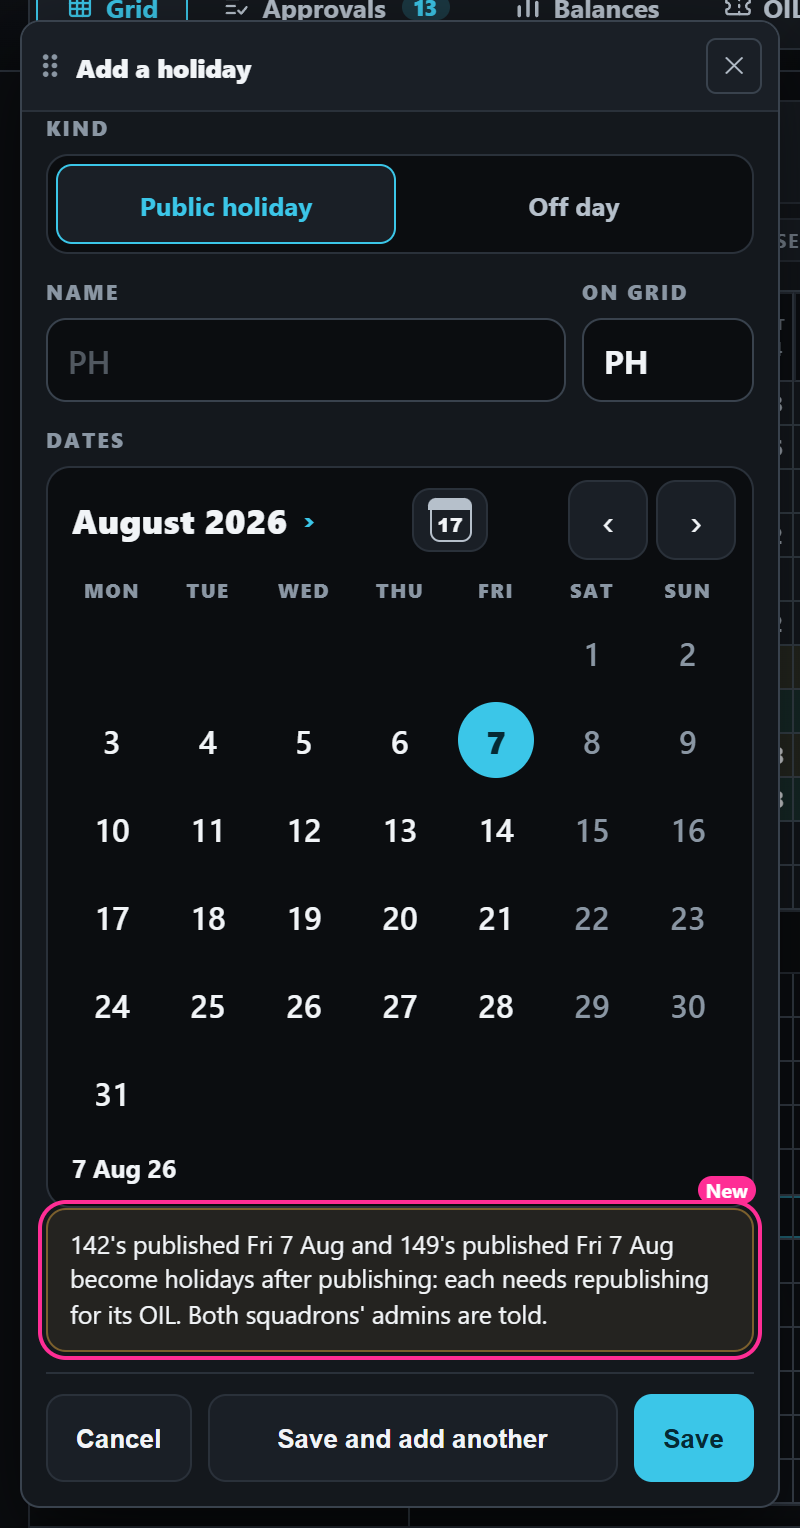 Grid
Approvals 13
Balances
OIL
Add a holiday
KIND
Public holiday
Off day
NAME
ON GRID
PH
PH
DATES
August 2026 ›
17
‹ ›
MON TUE WED THU FRI SAT SUN
1 2
3 4 5 6 7 8 9
10 11 12 13 14 15 16
17 18 19 20 21 22 23
24 25 26 27 28 29 30
31
7 Aug 26
New
142's published Fri 7 Aug and 149's published Fri 7 Aug
become holidays after publishing: each needs republishing
for its OIL. Both squadrons' admins are told.
Cancel
Save and add another
Save